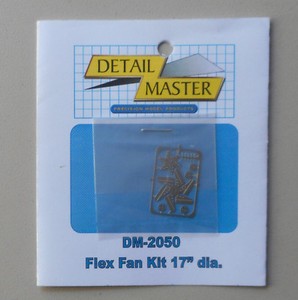 DETAIL
MASTER
PRECISION MODEL PRODUCTS
DM-2050
Flex Fan Kit 17" dia.